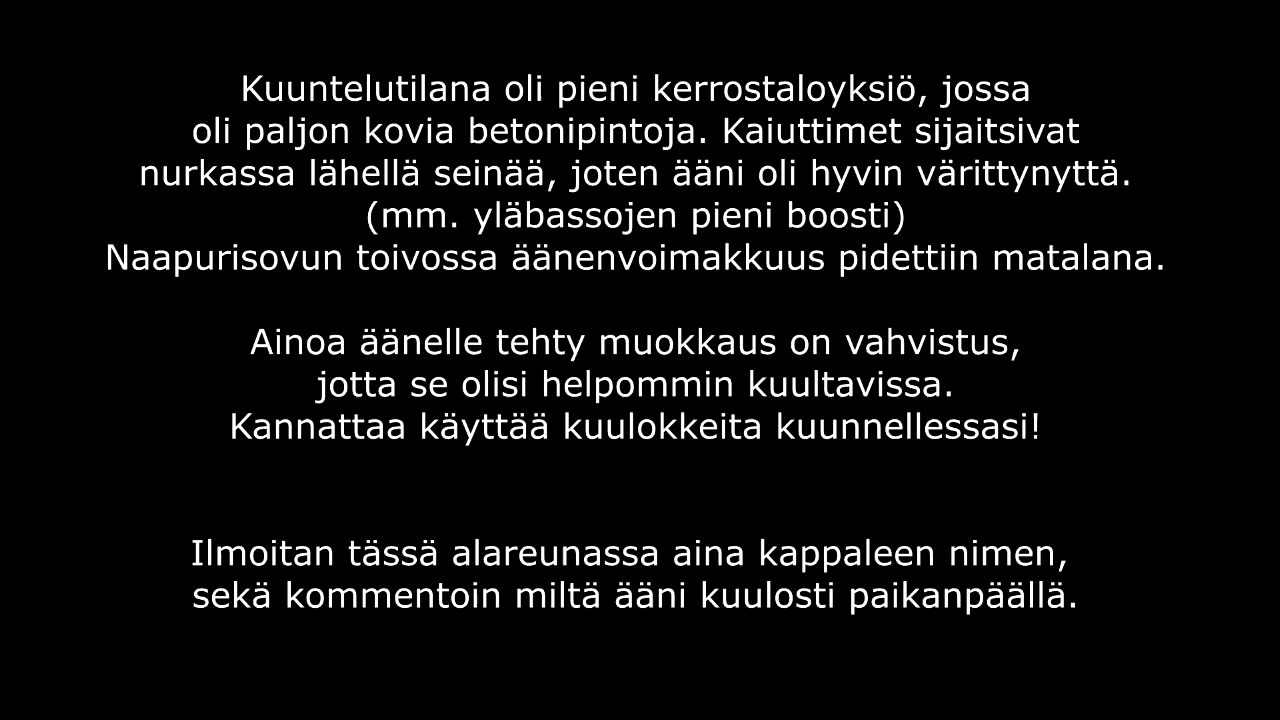 Kuuntelutilana oli pieni kerrostaloyksiö, jossa
oli paljon kovia betonipintoja. Kaiuttimet sijaitsivat
nurkassa lähellä seinää, joten ääni oli hyvin värittynyttä.
(mm. yläbassojen pieni boosti)
Naapurisovun toivossa äänenvoimakkuus pidettiin matalana.
Ainoa äänelle tehty muokkaus on vahvistus,
jotta se olisi helpommin kuultavissa.
Kannattaa käyttää kuulokkeita kuunnellessasi!
Ilmoitan tässä alareunassa aina kappaleen nimen,
sekä kommentoin miltä ääni kuulosti paikanpäällä.